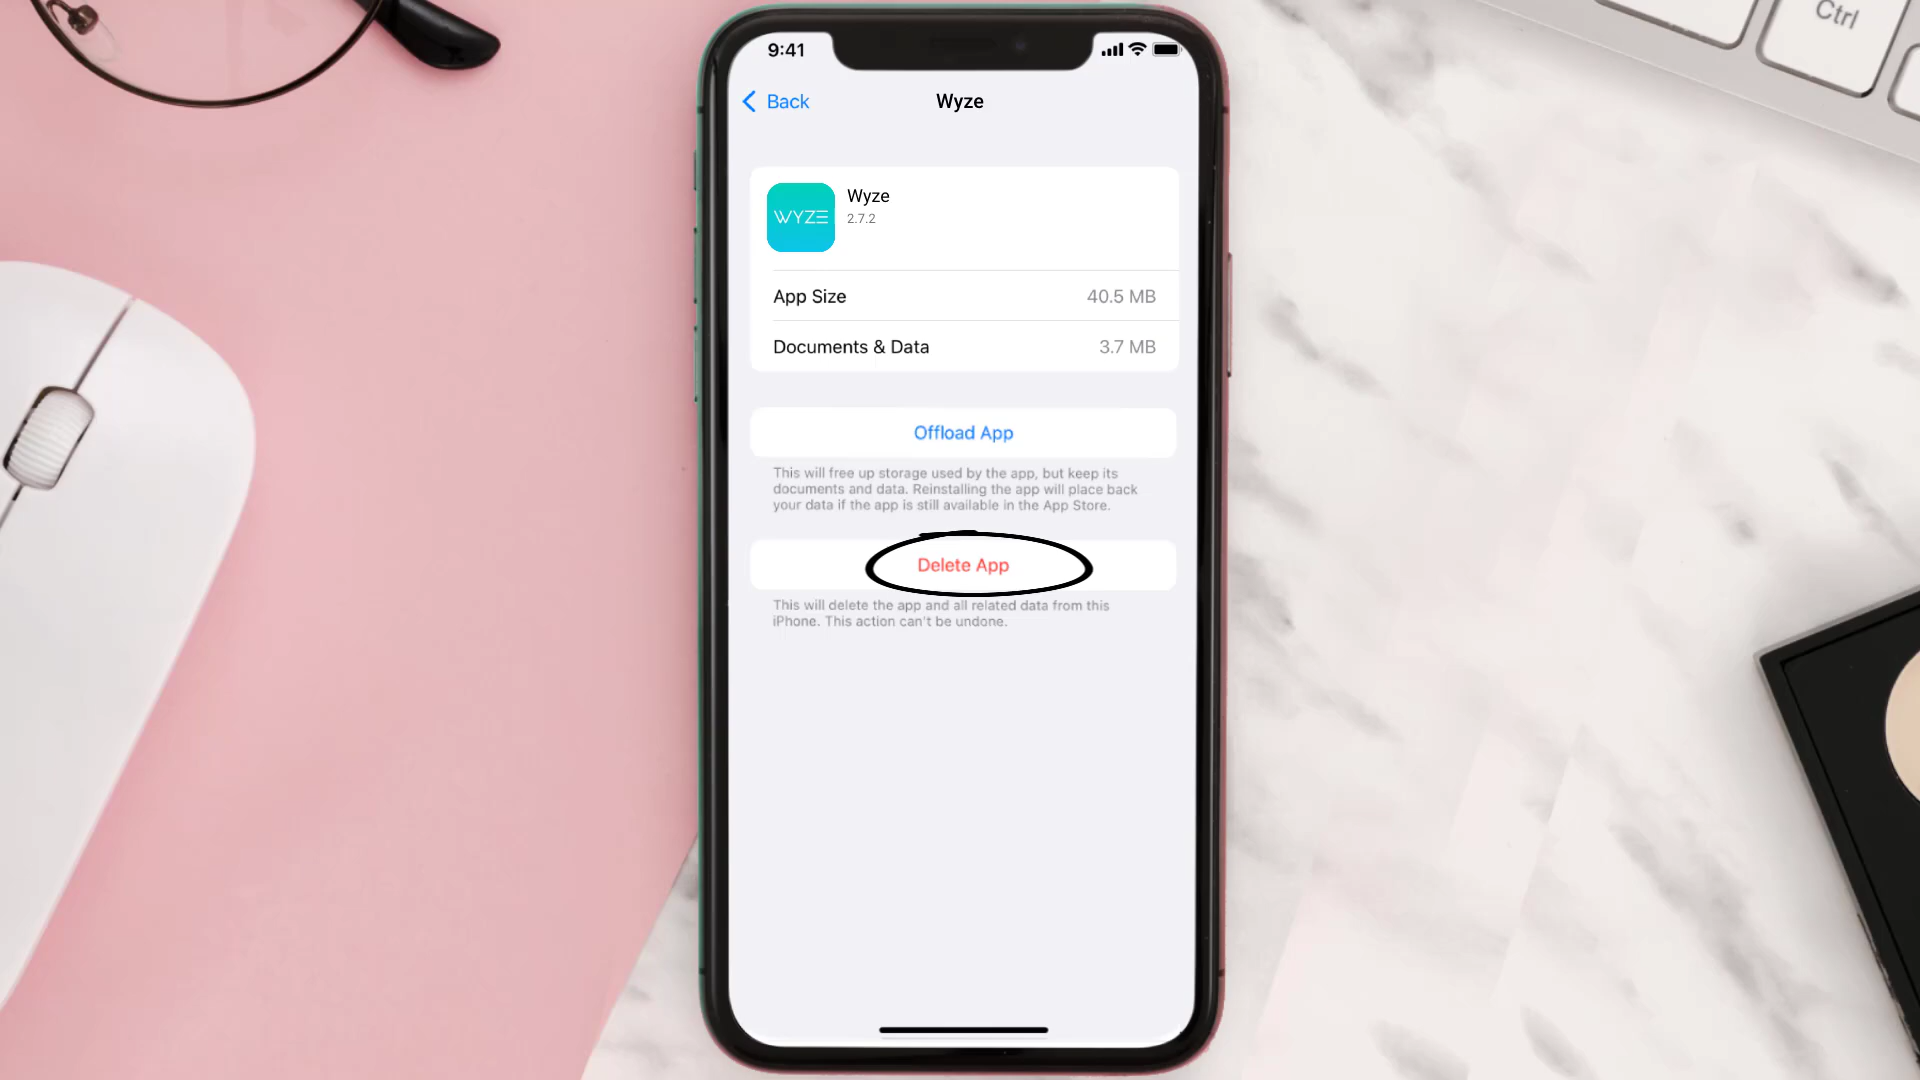 Ctrl
9:41
Back
Wyze
WYZE
Wyze
2.7.2
App Size
40.5 MB
Documents & Data
3.7 MB
Offload App
This will free up storage used by the app, but keep its
documents and data. Reinstalling the app will place back
your data if the app is still available in the App Store.
Delete App
This will delete the app and all related data from this
iPhone. This action can't be undone.